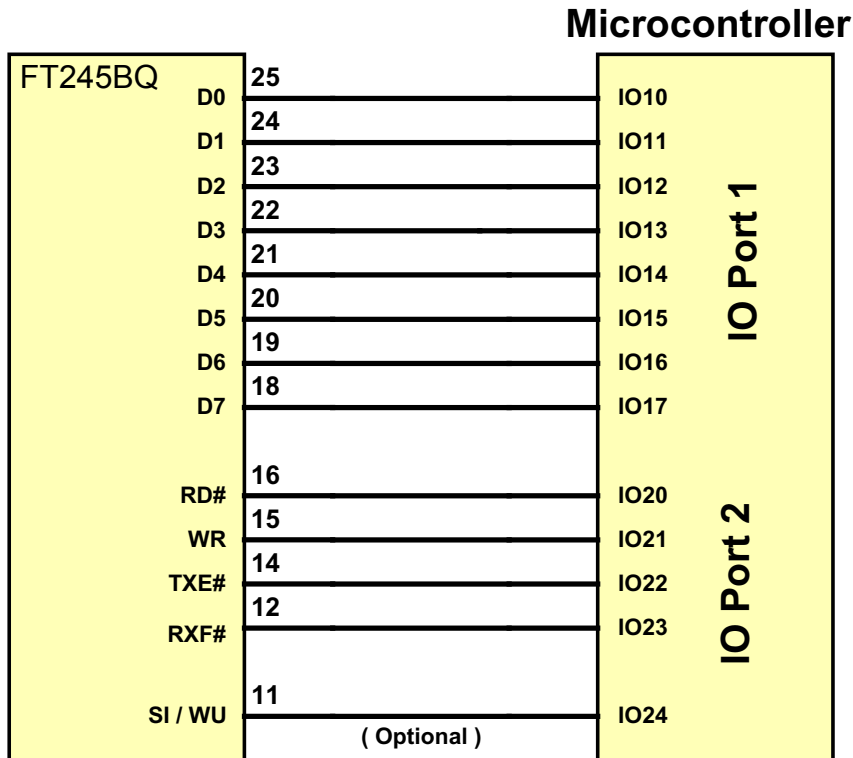 Microcontroller
FT245BQ
D0 25 IO10
D1 24 IO11
D2 23 IO12
D3 22 IO13
D4 21 IO14
D5 20 IO15
D6 19 IO16
D7 18 IO17
IO Port 1
RD# 16 IO20
WR 15 IO21
TXE# 14 IO22
RXF# 12 IO23
IO Port 2
SI / WU 11 IO24
( Optional )